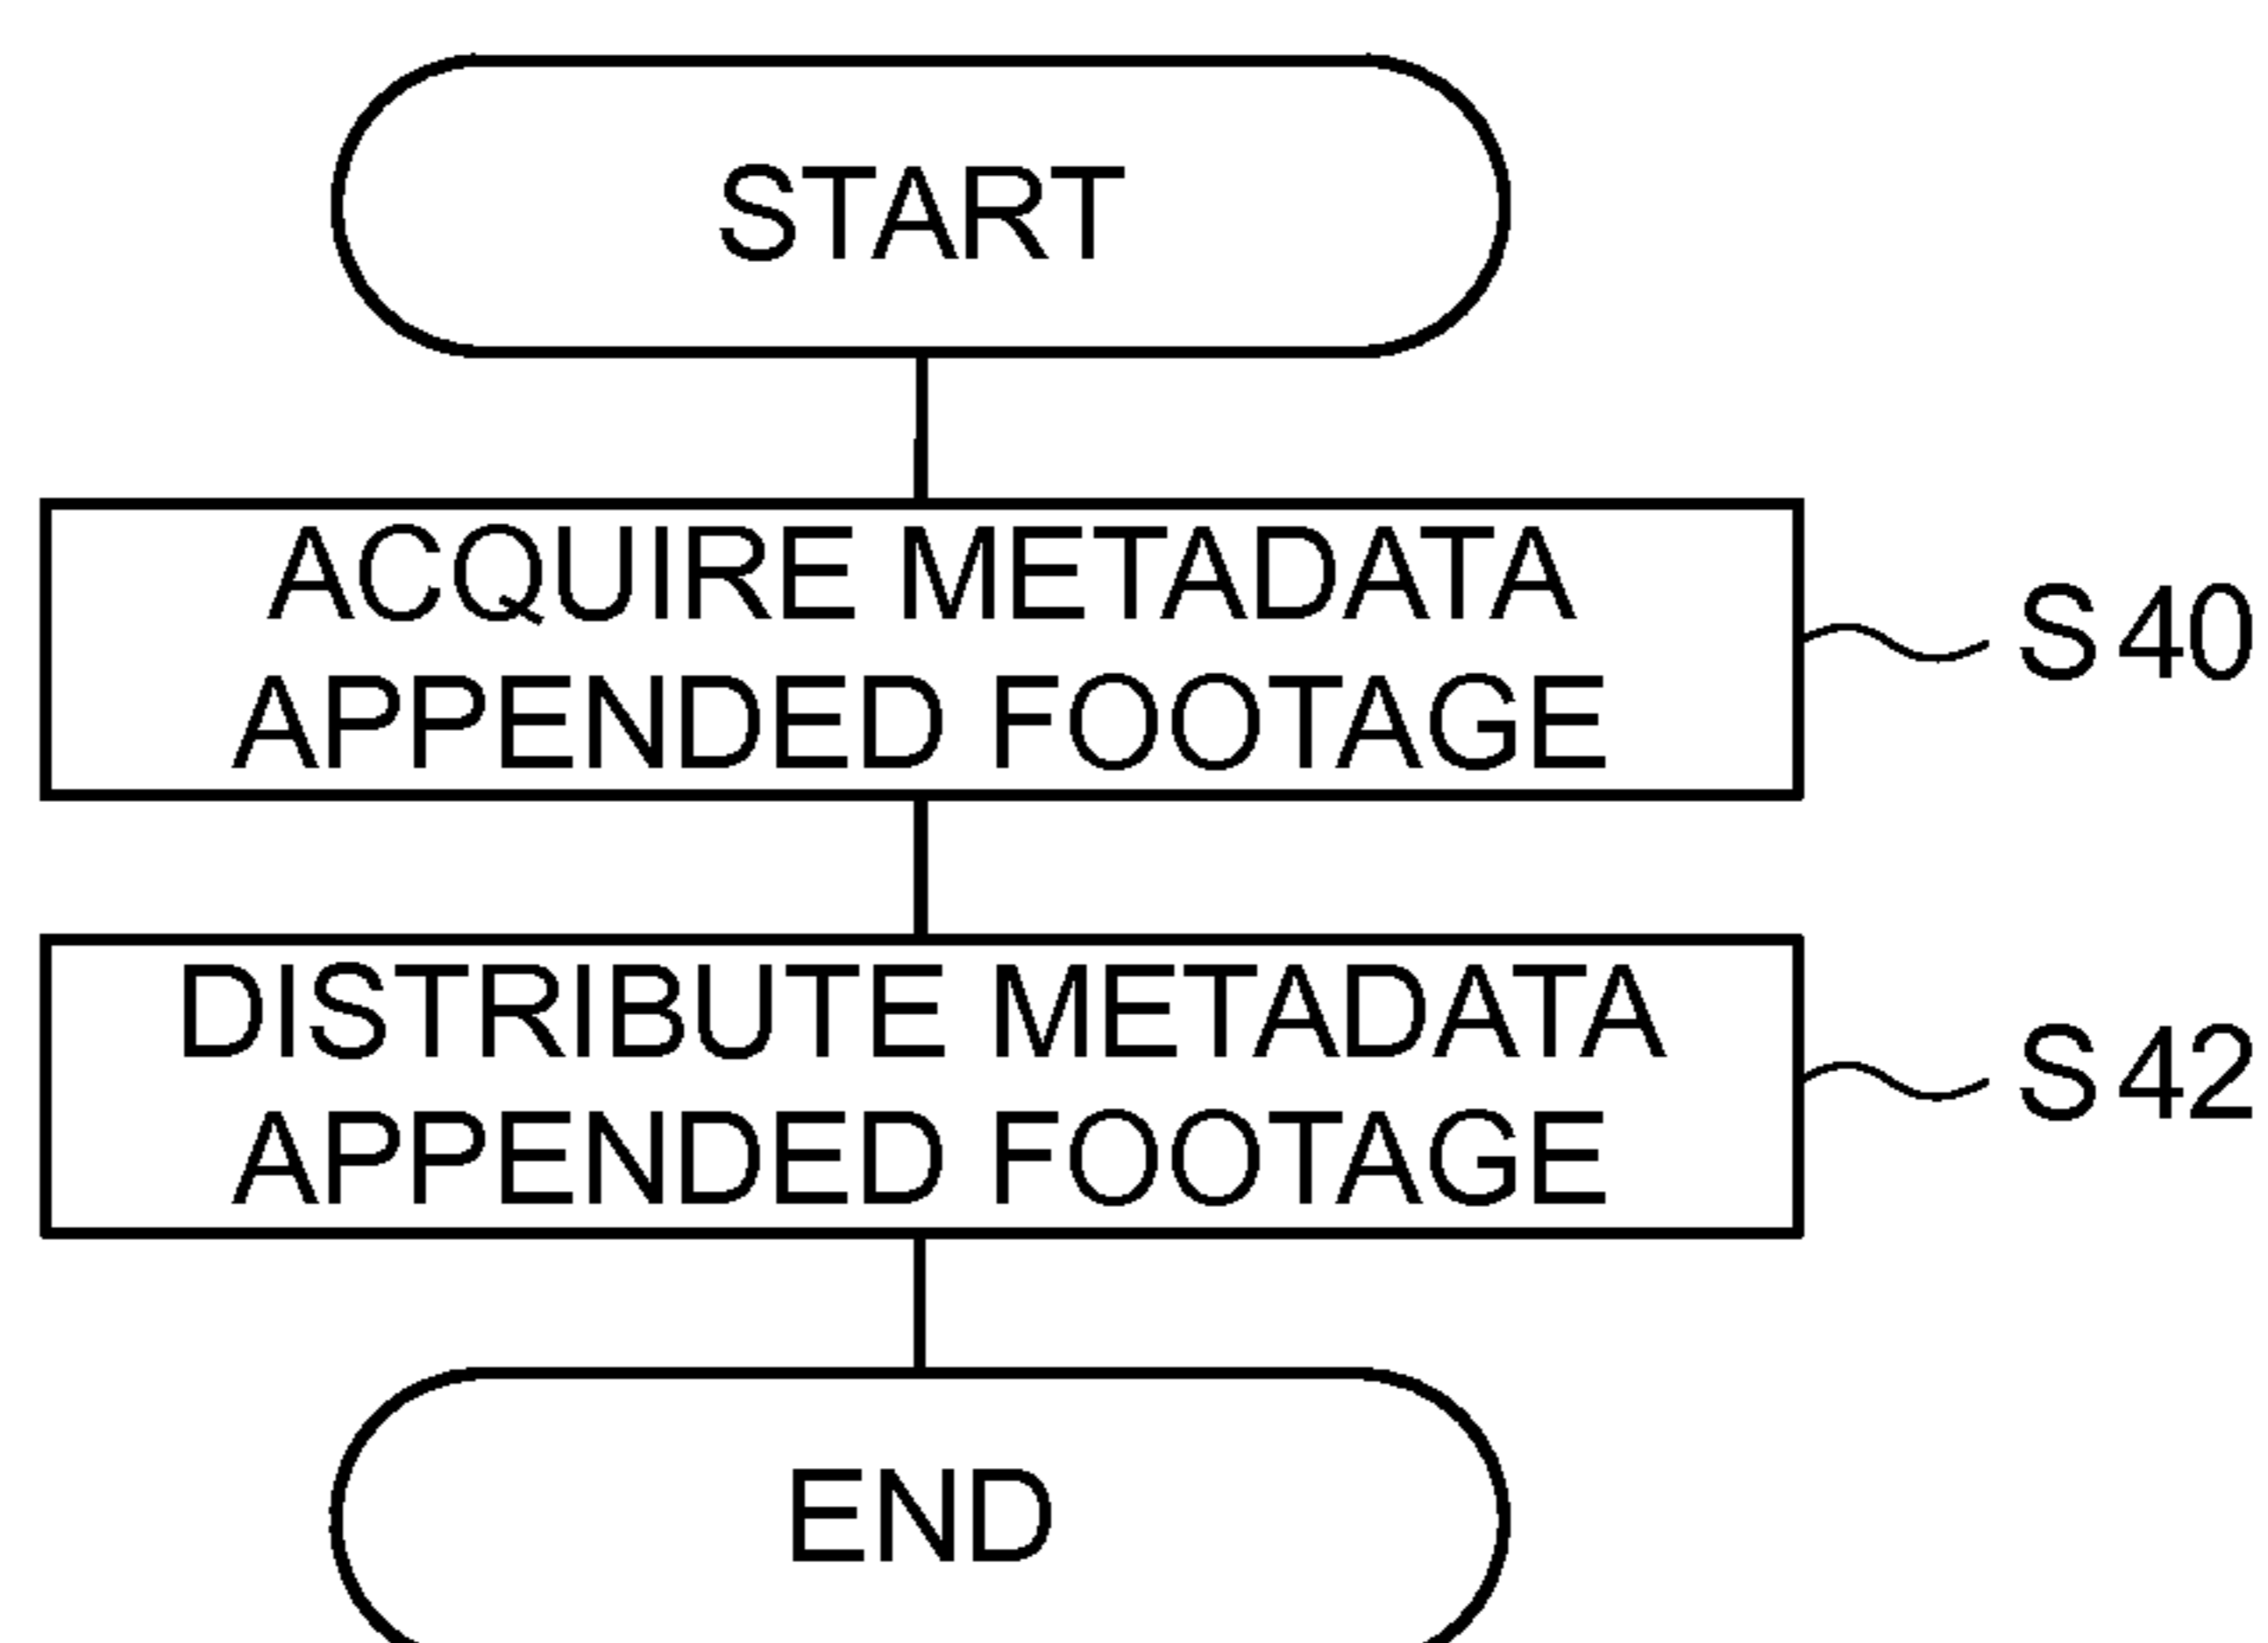 START
ACQUIRE METADATA
APPENDED FOOTAGE
S40
DISTRIBUTE METADATA
APPENDED FOOTAGE
S42
END